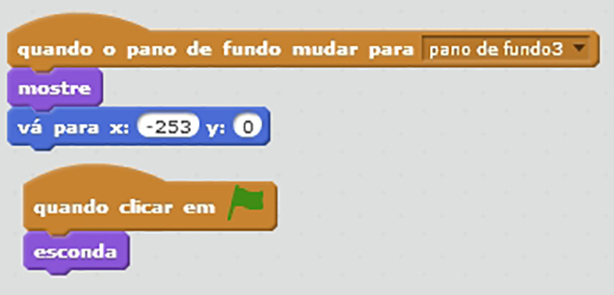 quando o pano de fundo mudar para pano de fundo3
mostre
vá para x: -253 y: 0
quando clicar em
esconda